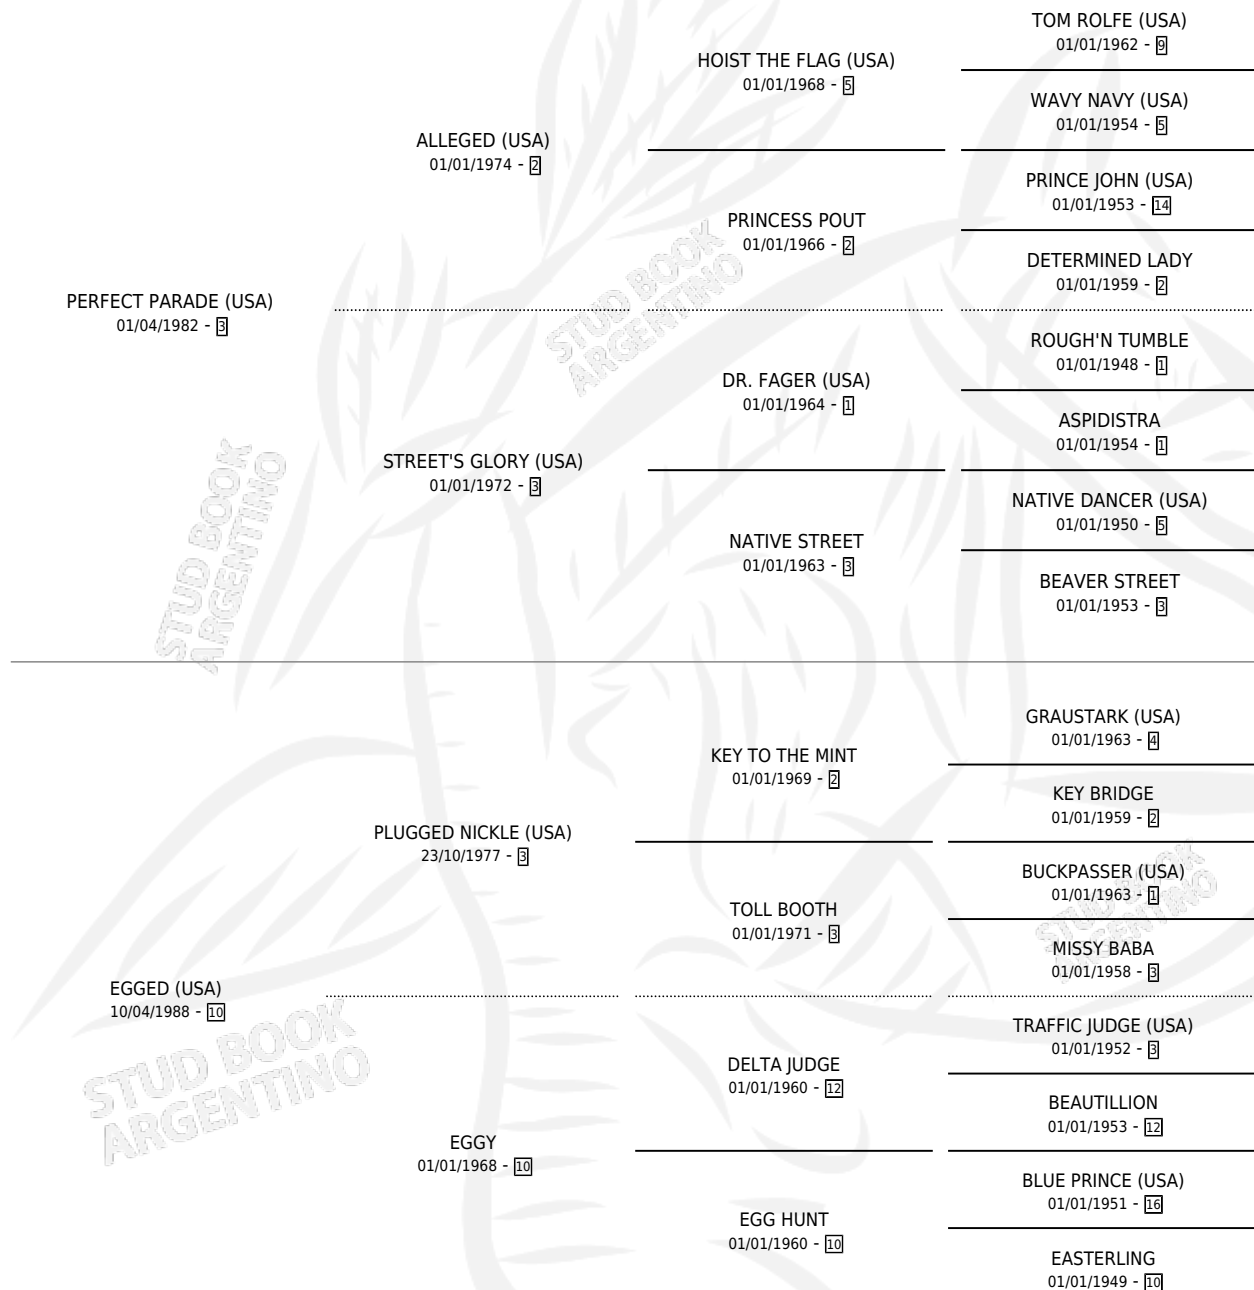 TOM ROLFE (USA)
01/01/1962 - 9
HOIST THE FLAG (USA)
01/01/1968 - 5
WAVY NAVY (USA)
01/01/1954 - 5
ALLEGED (USA)
01/01/1974 - 2
PRINCE JOHN (USA)
01/01/1953 - 14
PRINCESS POUT
01/01/1966 - 2
DETERMINED LADY
01/01/1959 - 2
PERFECT PARADE (USA)
01/04/1982 - 3
ROUGH'N TUMBLE
01/01/1948 - 1
DR. FAGER (USA)
01/01/1964 - 1
ASPIDISTRA
01/01/1954 - 1
STREET'S GLORY (USA)
01/01/1972 - 3
NATIVE DANCER (USA)
01/01/1950 - 5
NATIVE STREET
01/01/1963 - 3
BEAVER STREET
01/01/1953 - 3
STUD BOOK
ARGENTINO
STUD BOOK
ARGENTINO
GRAUSTARK (USA)
01/01/1963 - 4
KEY TO THE MINT
01/01/1969 - 2
KEY BRIDGE
01/01/1959 - 2
PLUGGED NICKLE (USA)
23/10/1977 - 3
BUCKPASSER (USA)
01/01/1963 - 1
TOLL BOOTH
01/01/1971 - 3
MISSY BABA
01/01/1958 - 3
STUD BOOK
ARGENTINO
EGGED (USA)
10/04/1988 - 10
TRAFFIC JUDGE (USA)
01/01/1952 - 3
DELTA JUDGE
01/01/1960 - 12
BEAUTILLION
01/01/1953 - 12
STUD BOOK
ARGENTINO
EGGY
01/01/1968 - 10
BLUE PRINCE (USA)
01/01/1951 - 16
EGG HUNT
01/01/1960 - 10
EASTERLING
01/01/1949 - 10